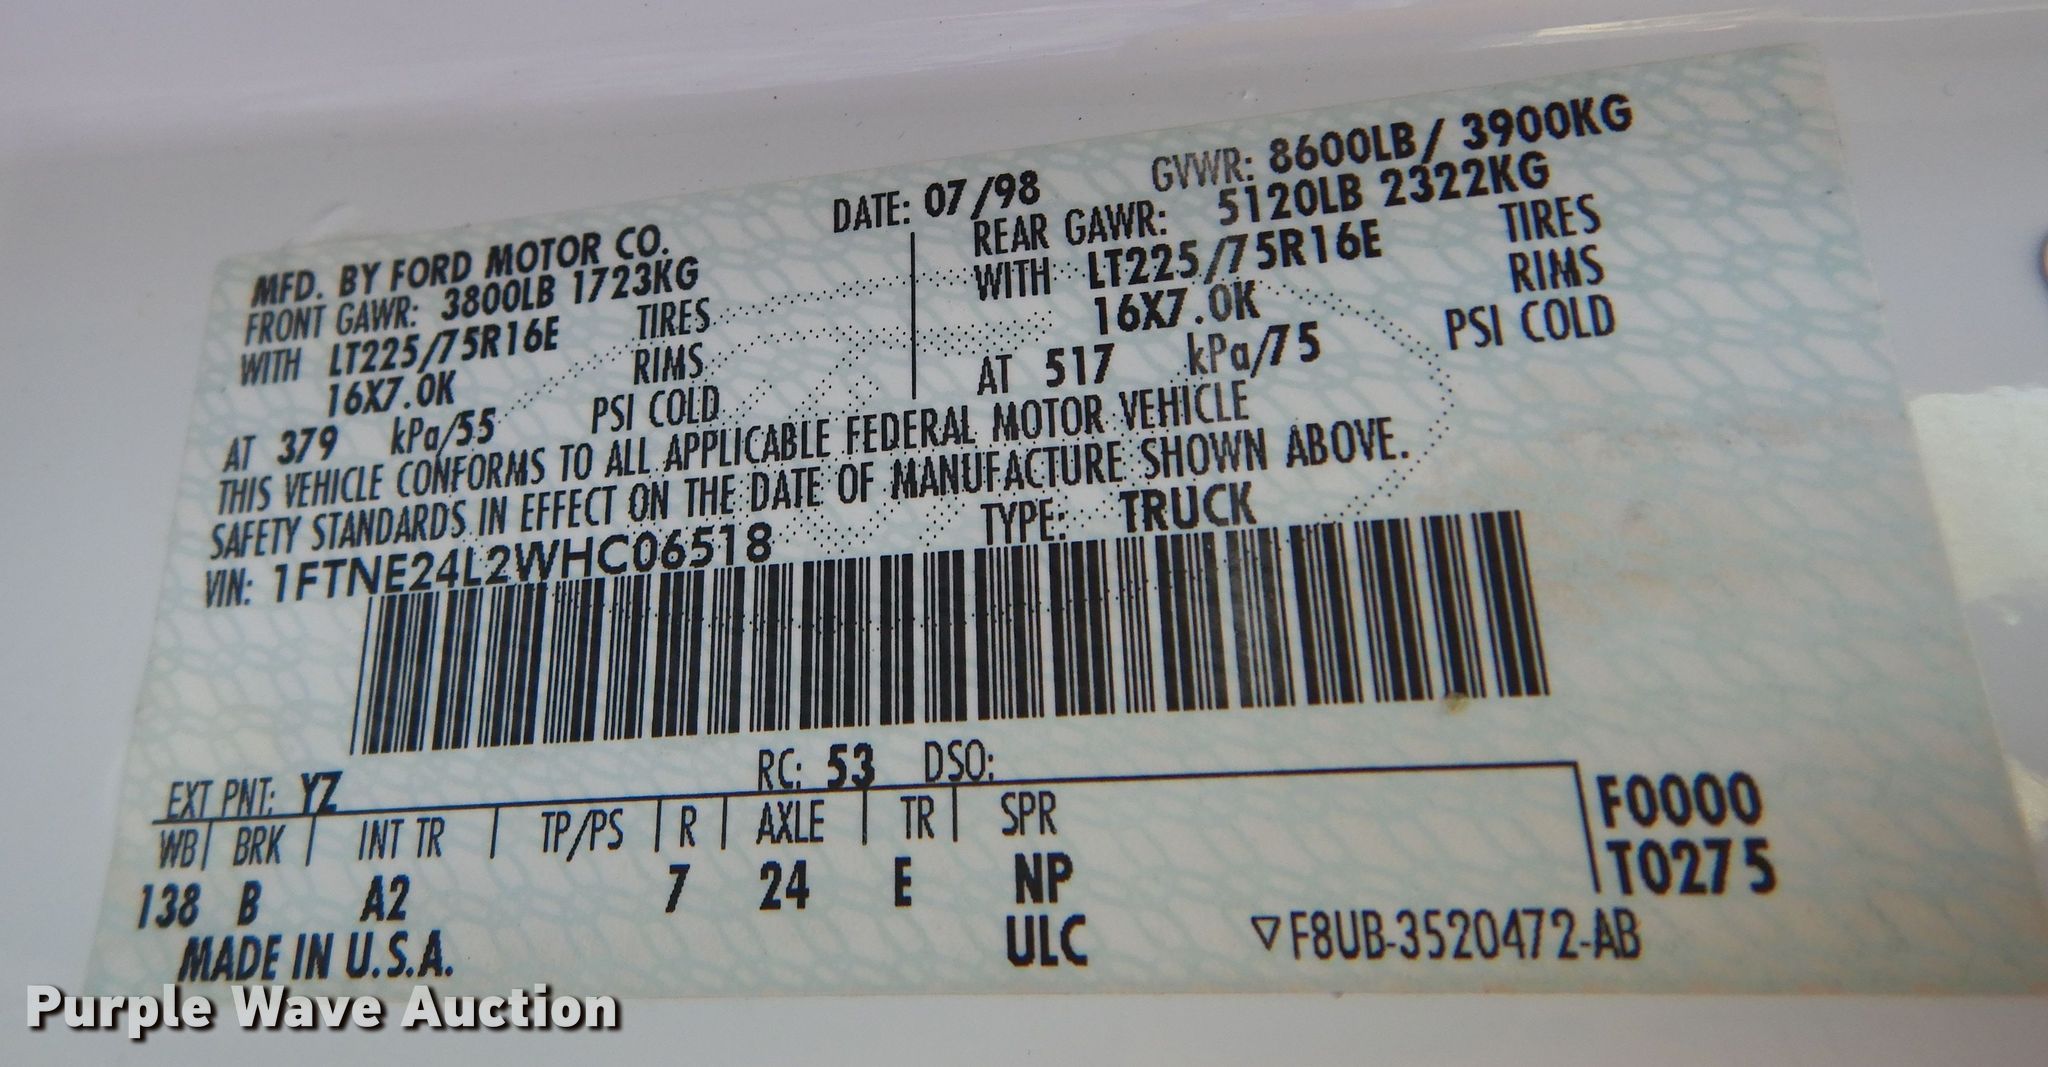 MFD. BY FORD MOTOR CO.
DATE: 07/98
GVWR: 8600LB/ 3900KG
FRONT GAWR: 3800LB 1723KG
WITH LT225/75R16E TIRES
16X7.0K RIMS
AT 379 kPa/55 PSI COLD
REAR GAWR: 5120LB 2322KG
WITH LT225/75R16E TIRES
16X7.0K RIMS
AT 517 kPa/75 PSI COLD
THIS VEHICLE CONFORMS TO ALL APPLICABLE FEDERAL MOTOR VEHICLE
SAFETY STANDARDS IN EFFECT ON THE DATE OF MANUFACTURE SHOWN ABOVE.
VIN: 1FTNE24L2WHC06518
TYPE: TRUCK
EXT PNT: YZ RC: 53 DSO:
WB BRK INT TR TP/PS R AXLE TR SPR
138 B A2 7 24 E NP
ULC
F0000
T0275
MADE IN U.S.A.
▽F8UB-3520472-AB
Purple Wave Auction